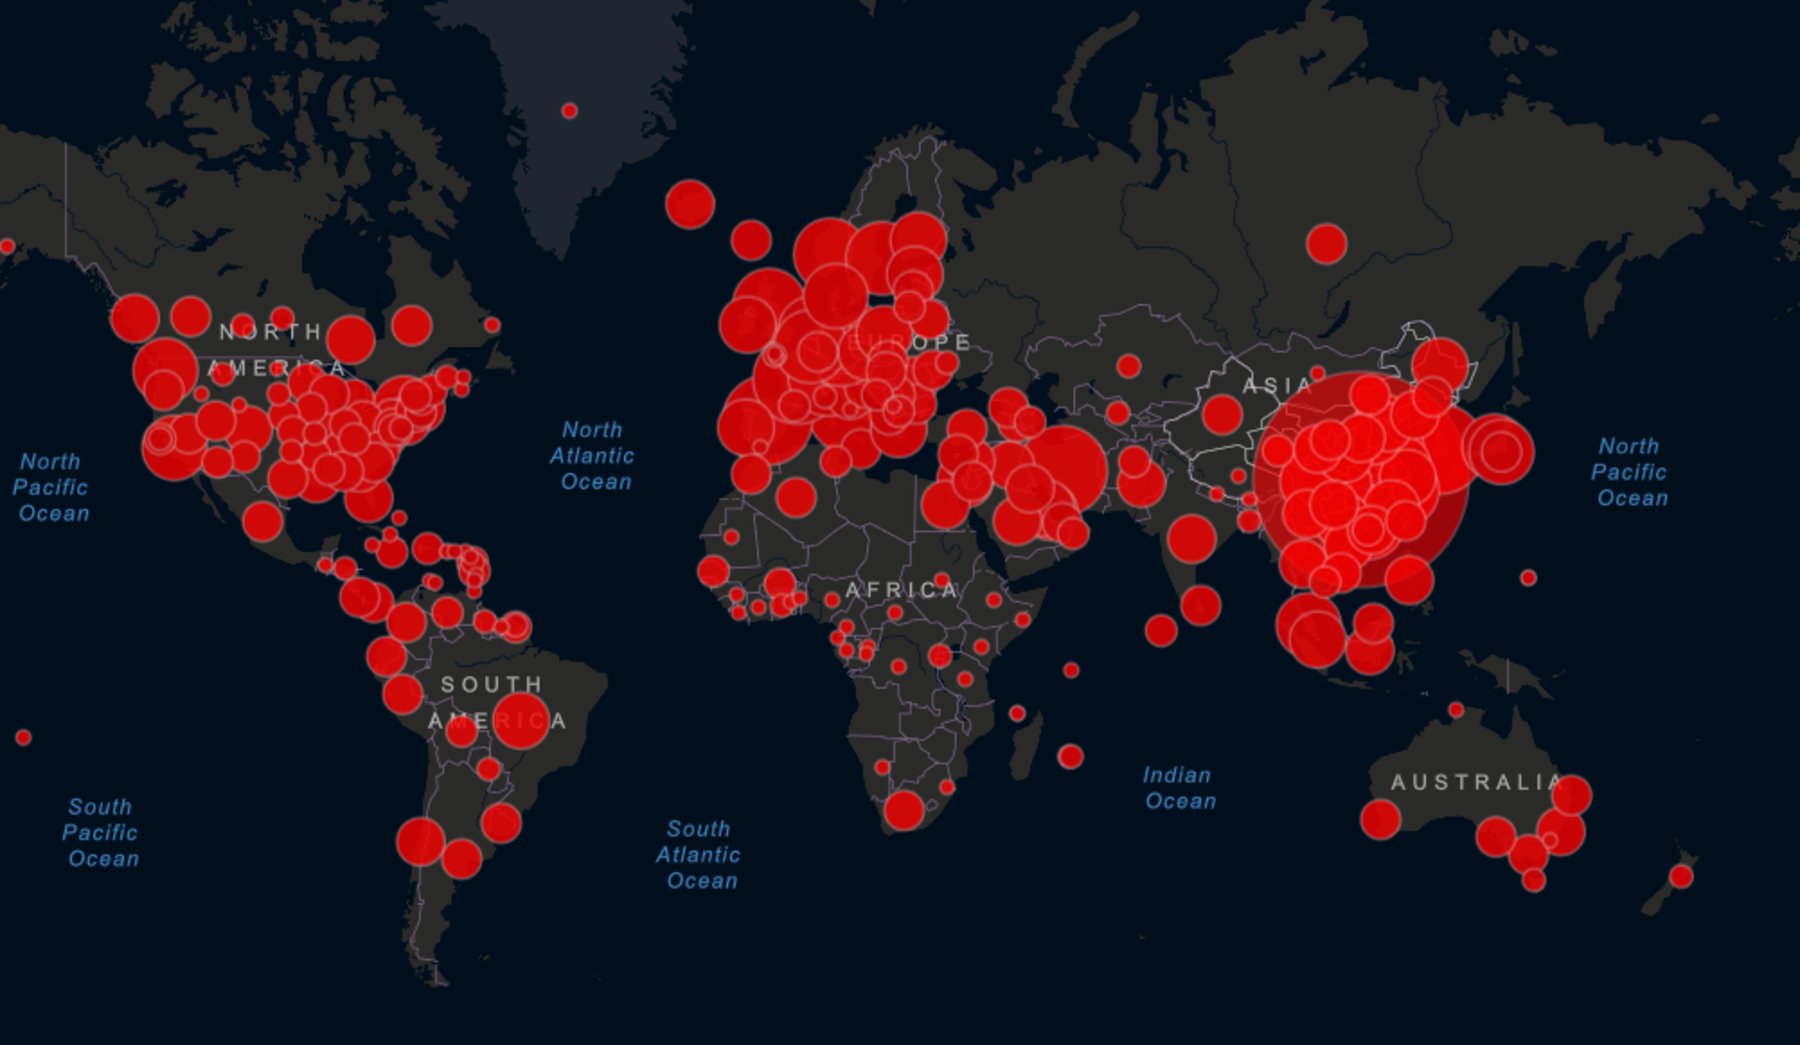 NORTH
AMERICA
EUROPE
ASIA
North
Pacific
Ocean
North
Atlantic
Ocean
North
Pacific
Ocean
AFRICA
SOUTH
AMERICA
Indian
Ocean
AUSTRALIA
South
Pacific
Ocean
South
Atlantic
Ocean